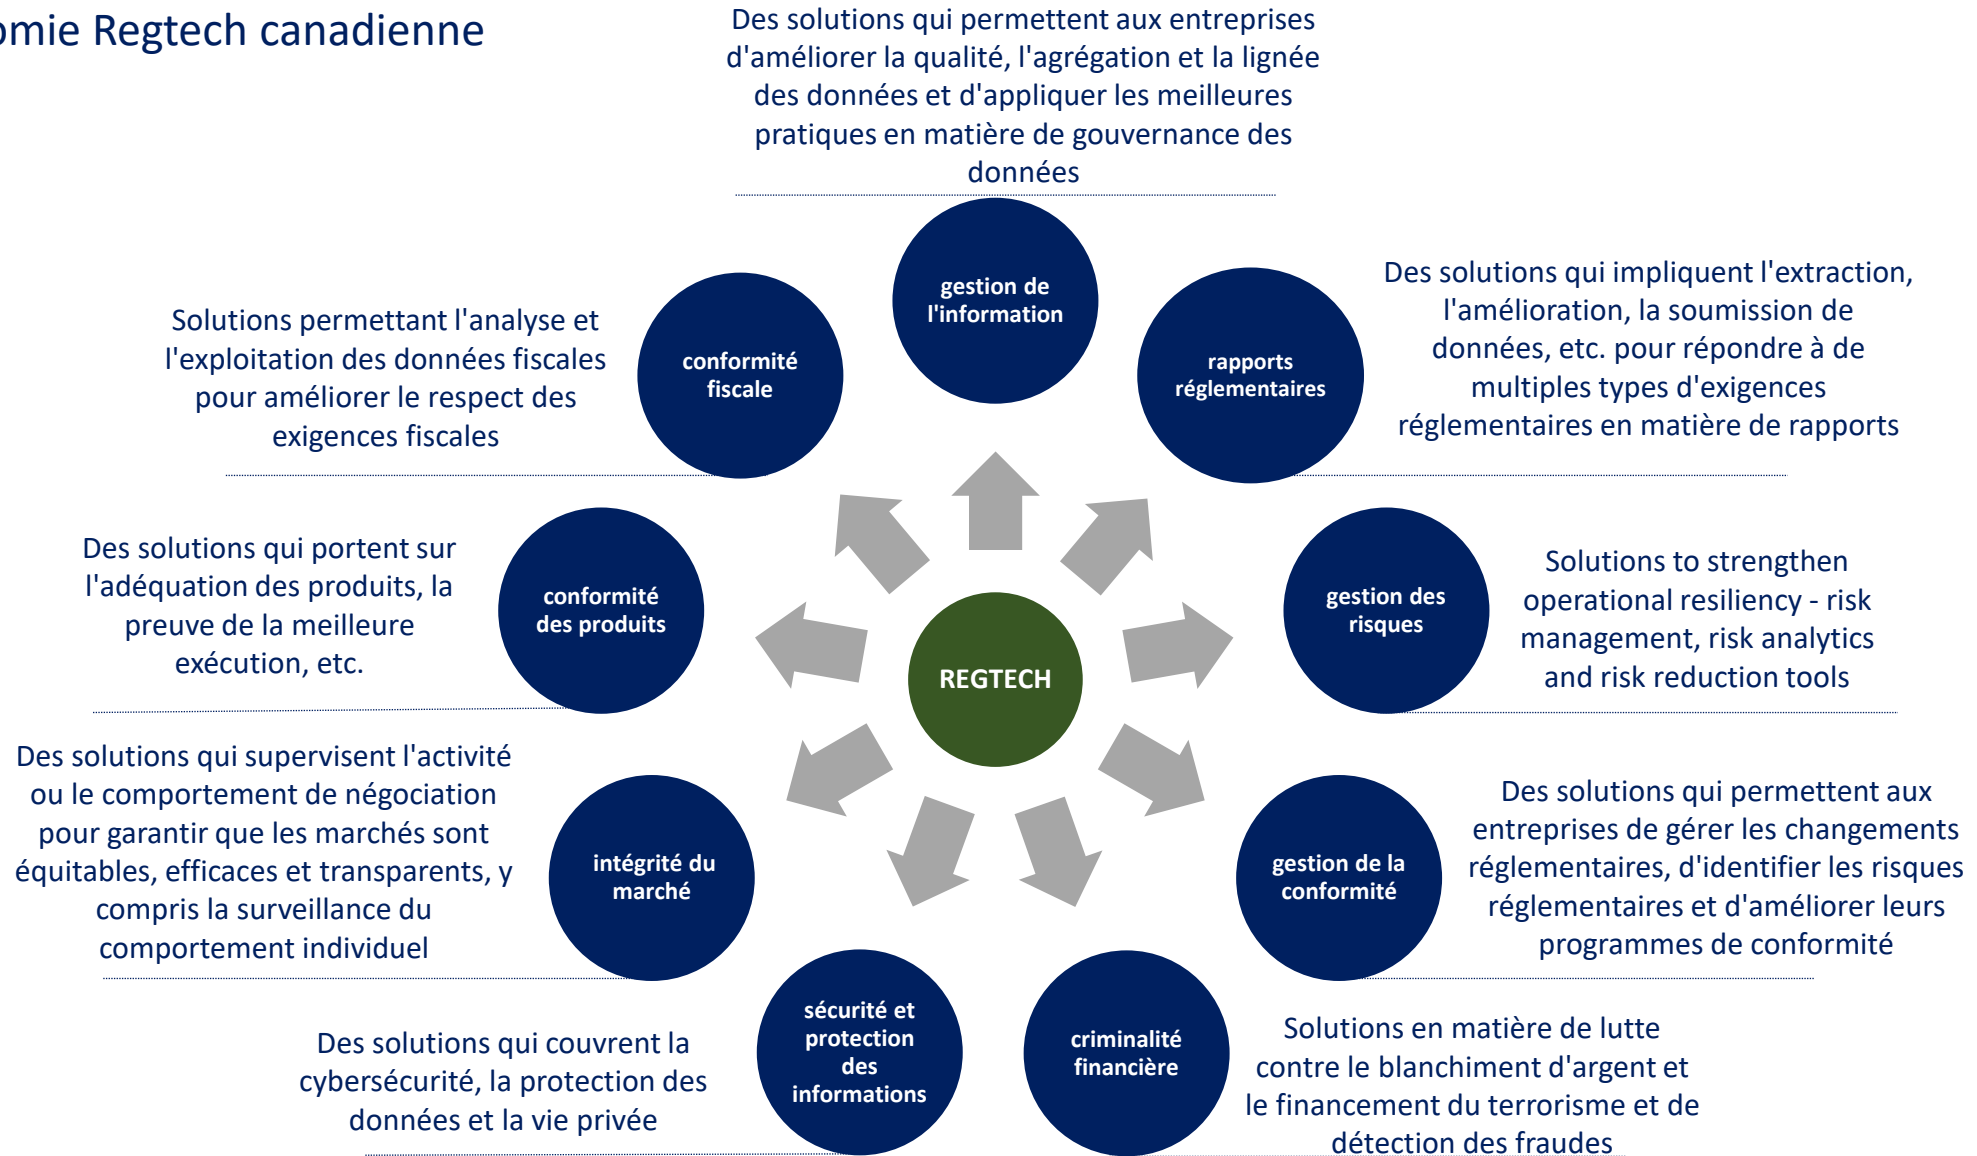 omie Regtech canadienne
Des solutions qui permettent aux entreprises
d'améliorer la qualité, l'agrégation et la lignée
des données et d'appliquer les meilleures
pratiques en matière de gouvernance des
données
gestion de
l'information
rapports
réglementaires
Des solutions qui impliquent l'extraction,
l'amélioration, la soumission de
données, etc. pour répondre à de
multiples types d'exigences
réglementaires en matière de rapports
gestion des
risques
Solutions to strengthen
operational resiliency - risk
management, risk analytics
and risk reduction tools
gestion de la
conformité
Des solutions qui permettent aux
entreprises de gérer les changements
réglementaires, d'identifier les risques
réglementaires et d'améliorer leurs
programmes de conformité
criminalité
financière
Solutions en matière de lutte
contre le blanchiment d'argent et
le financement du terrorisme et de
détection des fraudes
sécurité et
protection
des
informations
Des solutions qui couvrent la
cybersécurité, la protection des
données et la vie privée
intégrité du
marché
Des solutions qui supervisent l'activité
ou le comportement de négociation
pour garantir que les marchés sont
équitables, efficaces et transparents, y
compris la surveillance du
comportement individuel
conformité
des produits
Des solutions qui portent sur
l'adéquation des produits, la
preuve de la meilleure
exécution, etc.
conformité
fiscale
Solutions permettant l'analyse et
l'exploitation des données fiscales
pour améliorer le respect des
exigences fiscales
REGTECH